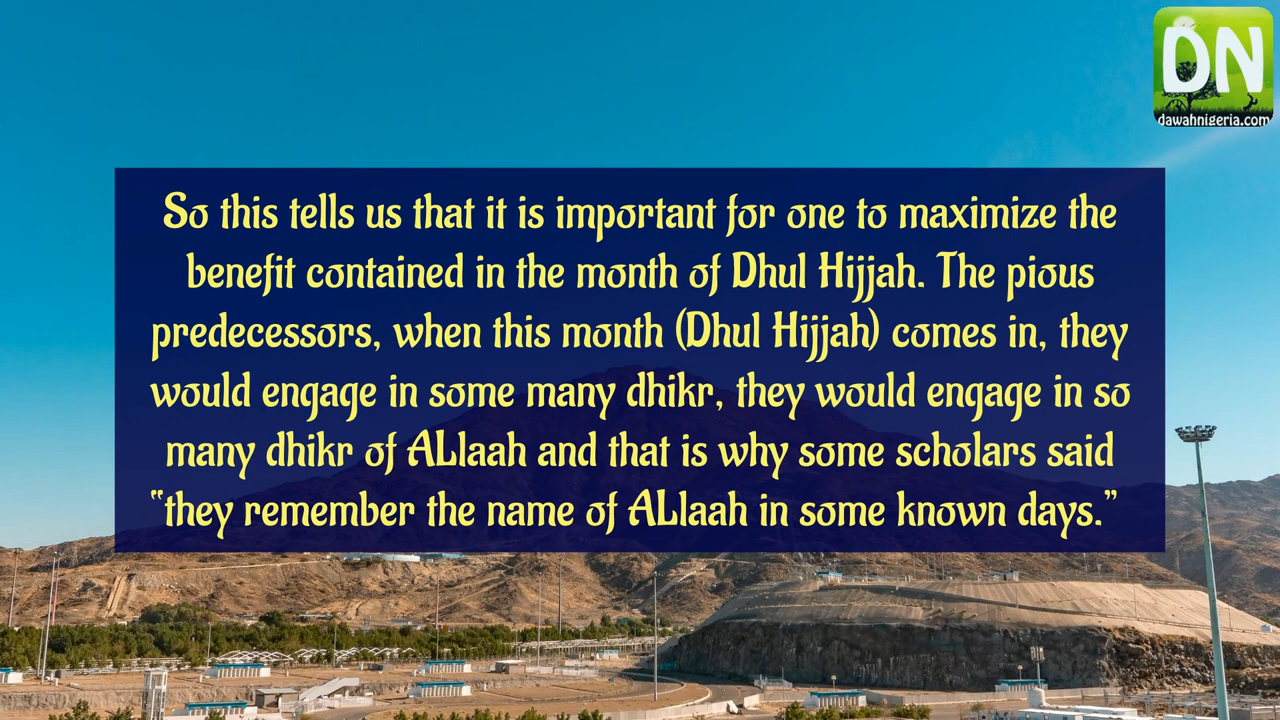 DN
dawahnigeria.com
So this tells us that it is important for one to maximize the
benefit contained in the month of Dhul Hijjah. The pious
predecessors, when this month (Dhul Hijjah) comes in, they
would engage in some many dhikr, they would engage in so
many dhikr of ALlaah and that is why some scholars said
“they remember the name of ALlaah in some known days.”